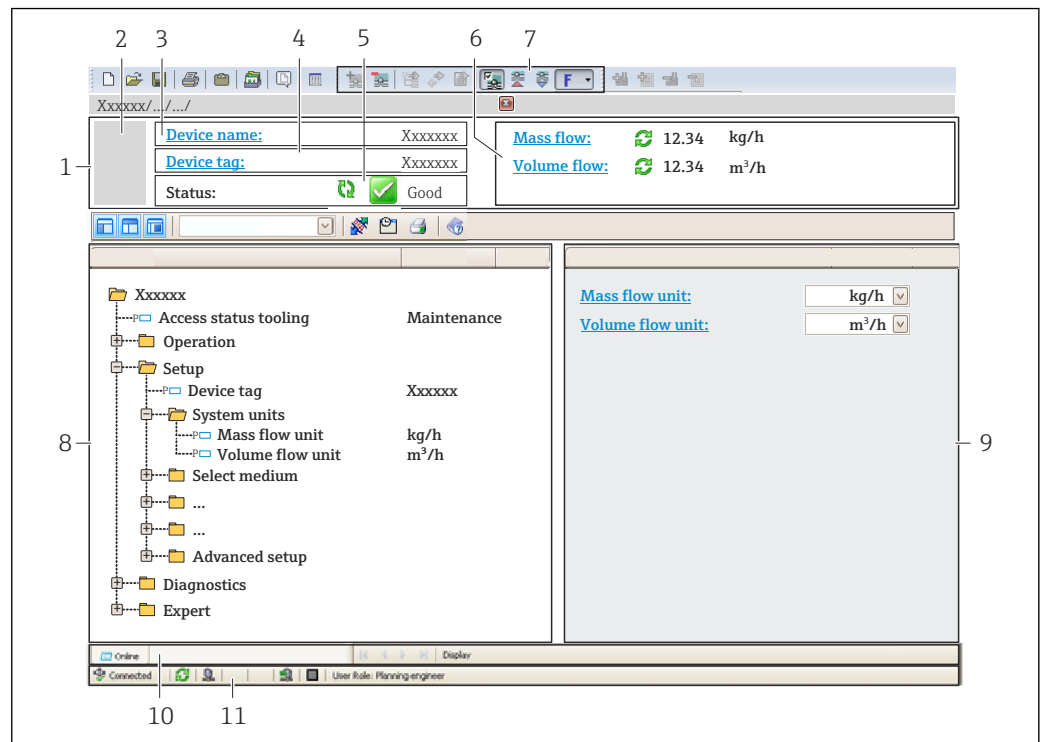 2 3 4 5 6 7
F
Xxxxxx/.../.../
1
Device name: Xxxxxxx
Device tag: Xxxxxxx
Status: Good
Mass flow: 12.34 kg/h
Volume flow: 12.34 m³/h
Xxxxxx
P Access status tooling Maintenance
Operation
Setup
P Device tag Xxxxxx
System units
P Mass flow unit kg/h
P Volume flow unit m³/h
Select medium
...
...
Advanced setup
Diagnostics
Expert
8
Mass flow unit: kg/h
Volume flow unit: m³/h
9
Online Display
Connected User Role: Planning engineer
10 11